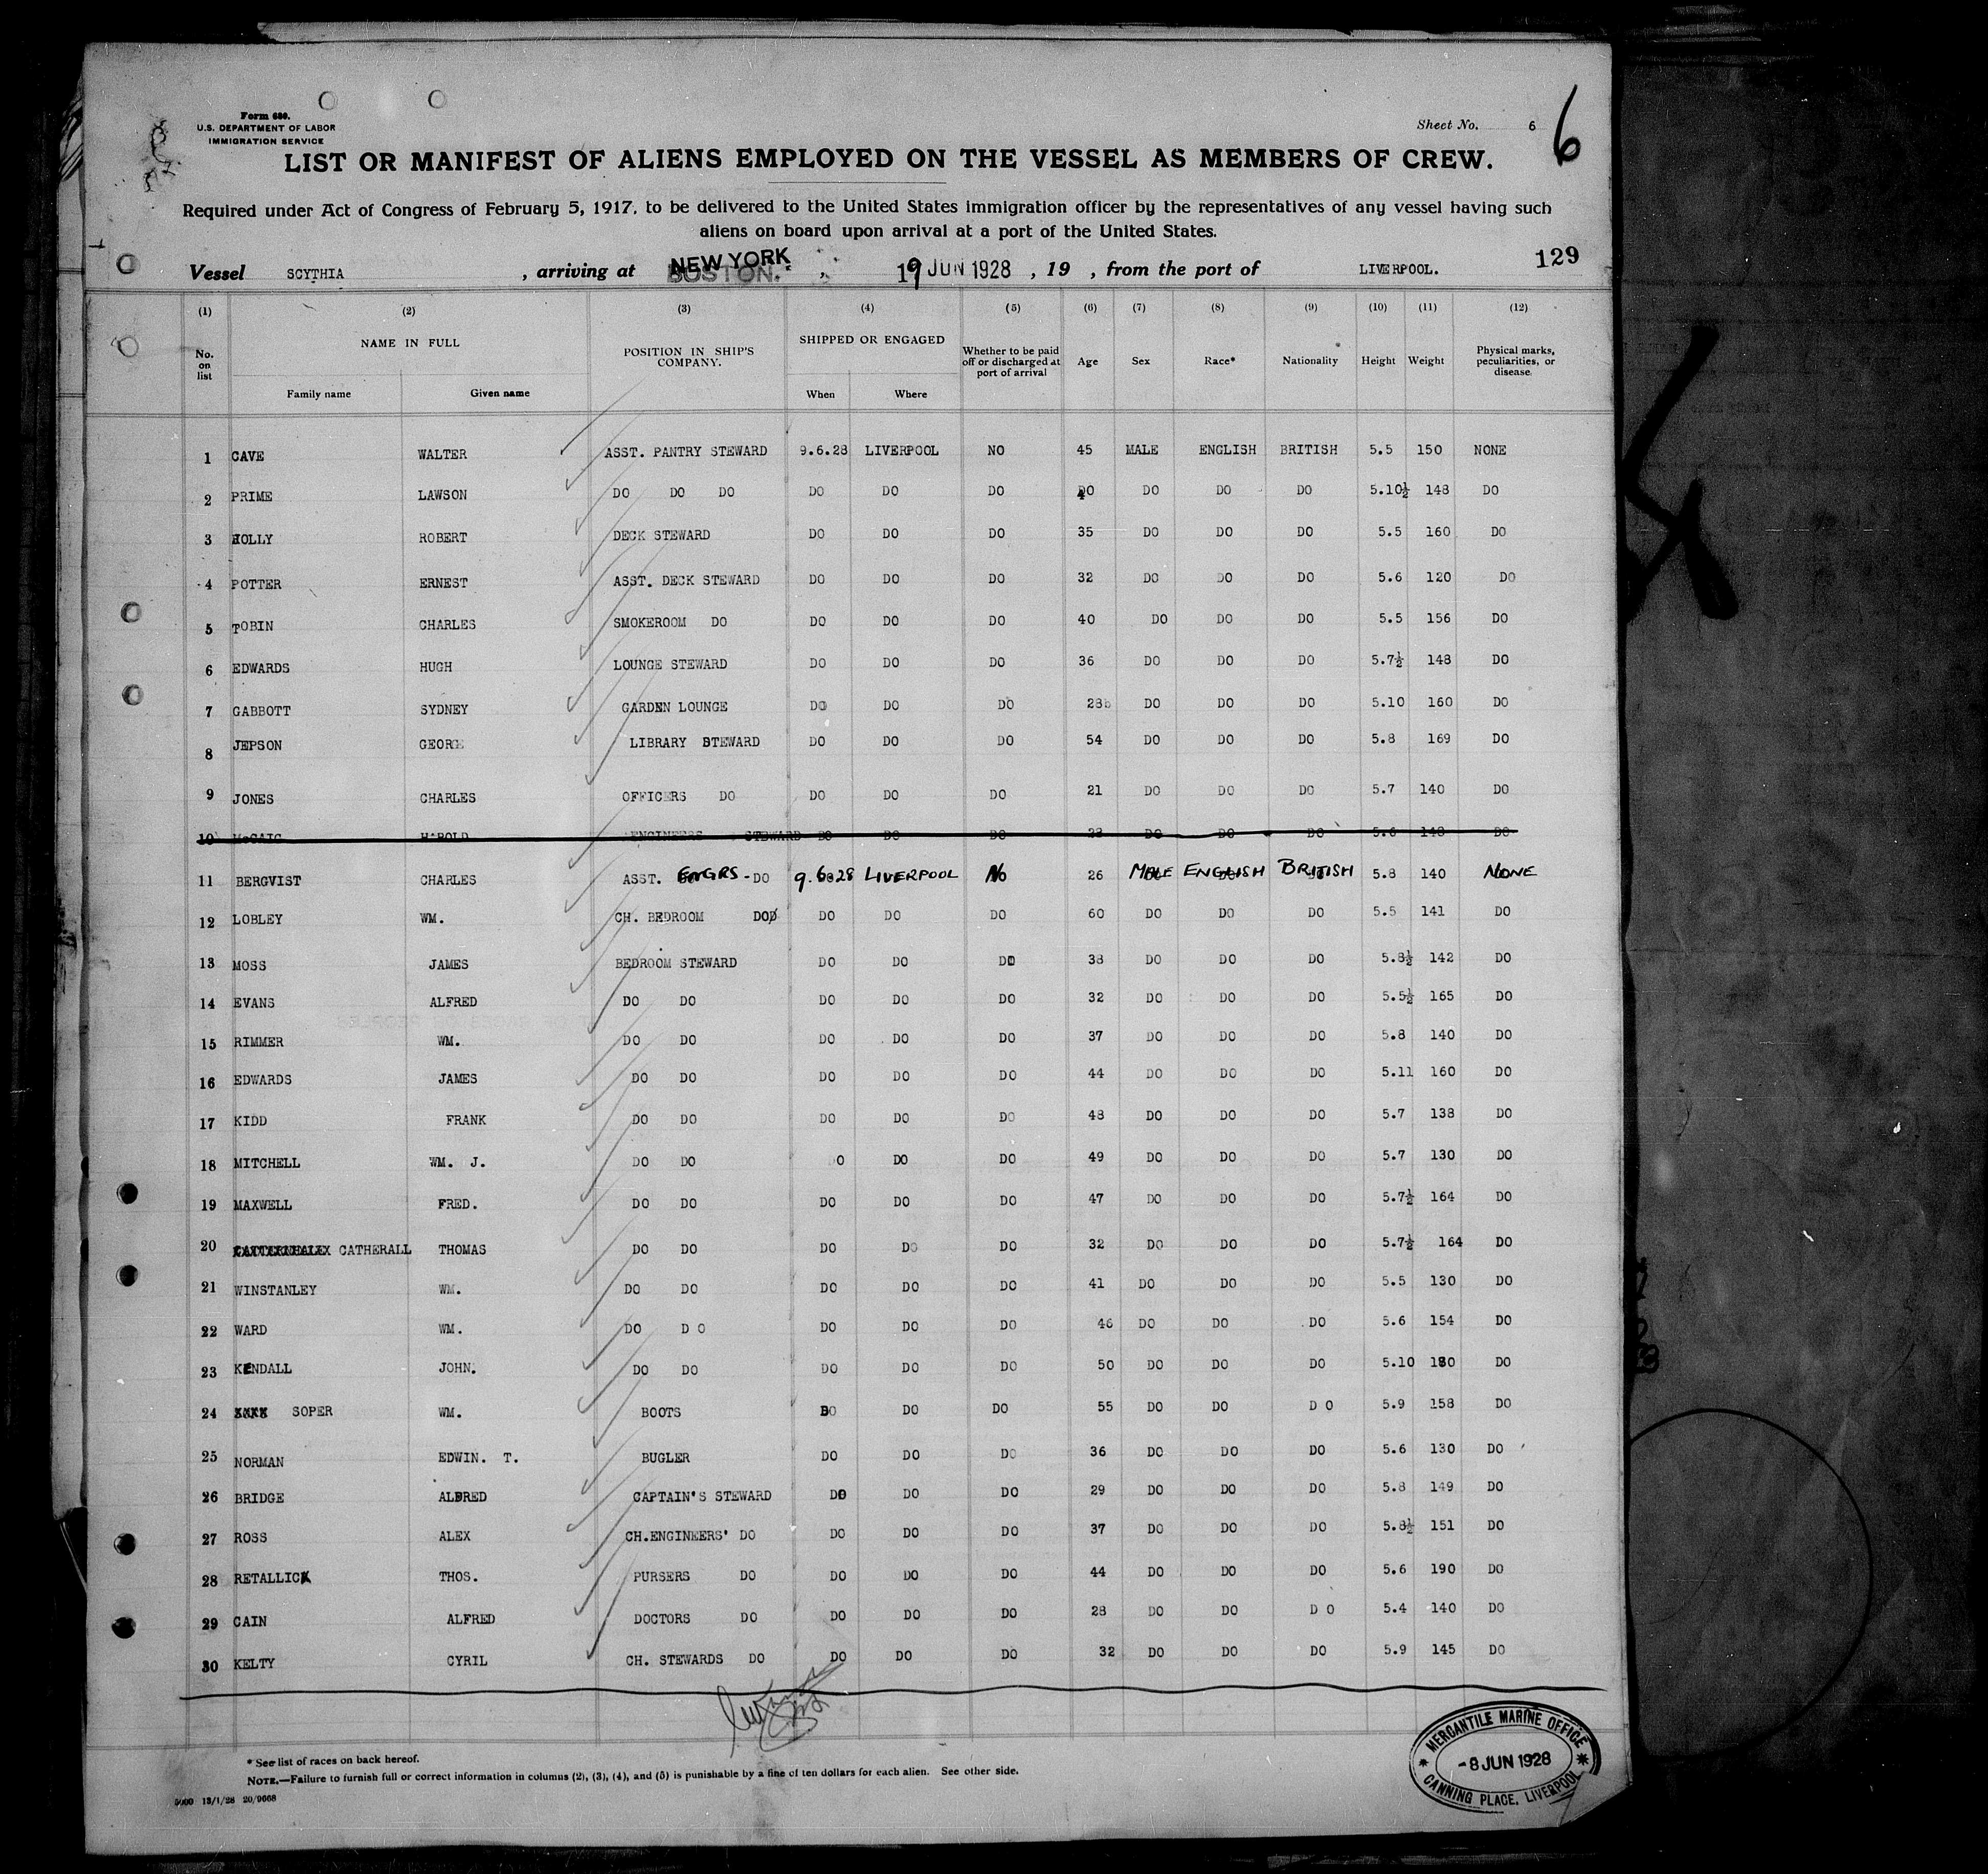 Form 680.
U.S. DEPARTMENT OF LABOR
IMMIGRATION SERVICE
Sheet No. 6 6
LIST OR MANIFEST OF ALIENS EMPLOYED ON THE VESSEL AS MEMBERS OF CREW.
Required under Act of Congress of February 5, 1917, to be delivered to the United States immigration officer by the representatives of any vessel having such
aliens on board upon arrival at a port of the United States.
129
Vessel SCYTHIA , arriving at NEW YORK BOSTON. , 19 JUN 1928 , 19 , from the port of LIVERPOOL.
(1) (2) (3) (4) (5) (6) (7) (8) (9) (10) (11) (12)
No. on list NAME IN FULL Family name Given name POSITION IN SHIP'S COMPANY. SHIPPED OR ENGAGED When Where Whether to be paid off or discharged at port of arrival Age Sex Race* Nationality Height Weight Physical marks, peculiarities, or disease
1 CAVE WALTER ASST. PANTRY STEWARD 9.6.28 LIVERPOOL NO 45 MALE ENGLISH BRITISH 5.5 150 NONE
2 PRIME LAWSON DO DO DO DO DO DO 40 DO DO DO 5.10½ 148 DO
3 HOLLY ROBERT DECK STEWARD DO DO DO 35 DO DO DO 5.5 160 DO
4 POTTER ERNEST ASST. DECK STEWARD DO DO DO 32 DO DO DO 5.6 120 DO
5 TOBIN CHARLES SMOKEROOM DO DO DO DO 40 DO DO DO 5.5 156 DO
6 EDWARDS HUGH LOUNGE STEWARD DO DO DO 36 DO DO DO 5.7½ 148 DO
7 GABBOTT SYDNEY GARDEN LOUNGE DO DO DO 28 DO DO DO 5.10 160 DO
8 JEPSON GEORGE LIBRARY STEWARD DO DO DO 54 DO DO DO 5.8 169 DO
9 JONES CHARLES OFFICERS DO DO DO DO 21 DO DO DO 5.7 140 DO
10 McCAIG HAROLD ENGINEERS STEWARD DO DO DO DO DO DO 5.6 148 DO
11 BERGVIST CHARLES ASST. ENGRS - DO 9.6.28 LIVERPOOL No 26 MALE ENGLISH BRITISH 5.8 140 NONE
12 LOBLEY WM. CH. BEDROOM DO DO DO DO 60 DO DO DO 5.5 141 DO
13 MOSS JAMES BEDROOM STEWARD DO DO DO 38 DO DO DO 5.8½ 142 DO
14 EVANS ALFRED DO DO DO DO DO 32 DO DO DO 5.5½ 165 DO
15 RIMMER WM. DO DO DO DO DO 37 DO DO DO 5.8 140 DO
16 EDWARDS JAMES DO DO DO DO DO 44 DO DO DO 5.11 160 DO
17 KIDD FRANK DO DO DO DO DO 48 DO DO DO 5.7 138 DO
18 MITCHELL WM. J. DO DO DO DO DO 49 DO DO DO 5.7 130 DO
19 MAXWELL FRED. DO DO DO DO DO 47 DO DO DO 5.7½ 164 DO
20 CATHERALL THOMAS DO DO DO DO DO 32 DO DO DO 5.7½ 164 DO
21 WINSTANLEY WM. DO DO DO DO DO 41 DO DO DO 5.5 130 DO
22 WARD WM. DO D O DO DO DO 46 DO DO DO 5.6 154 DO
23 KENDALL JOHN. DO DO DO DO DO 50 DO DO DO 5.10 180 DO
24 XXXX SOPER WM. BOOTS DO DO DO 55 DO DO D O 5.9 158 DO
25 NORMAN EDWIN. T. BUGLER DO DO DO 36 DO DO DO 5.6 130 DO
26 BRIDGE ALFRED CAPTAIN'S STEWARD DO DO DO 29 DO DO DO 5.8 149 DO
27 ROSS ALEX CH.ENGINEERS' DO DO DO DO 37 DO DO DO 5.8½ 151 DO
28 RETALLICK THOS. PURSERS DO DO DO DO 44 DO DO DO 5.6 190 DO
29 CAIN ALFRED DOCTORS DO DO DO DO 28 DO DO D O 5.4 140 DO
30 KELTY CYRIL CH. STEWARDS DO DO DO DO 32 DO DO DO 5.9 145 DO
* See list of races on back hereof.
NOTE.—Failure to furnish full or correct information in columns (2), (3), (4), and (5) is punishable by a fine of ten dollars for each alien. See other side.
5000 13/1/28 20/9668
MERCANTILE MARINE OFFICE
-8 JUN 1928
CANNING PLACE, LIVERPOOL